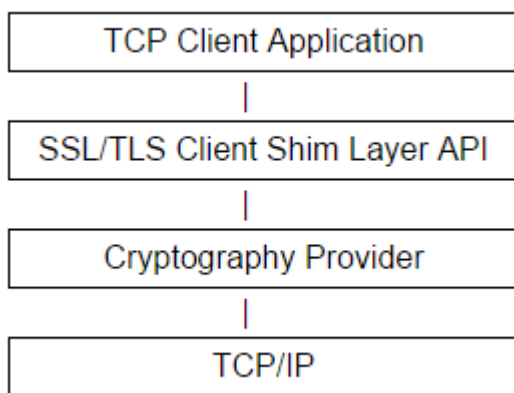 TCP Client Application
SSL/TLS Client Shim Layer API
Cryptography Provider
TCP/IP